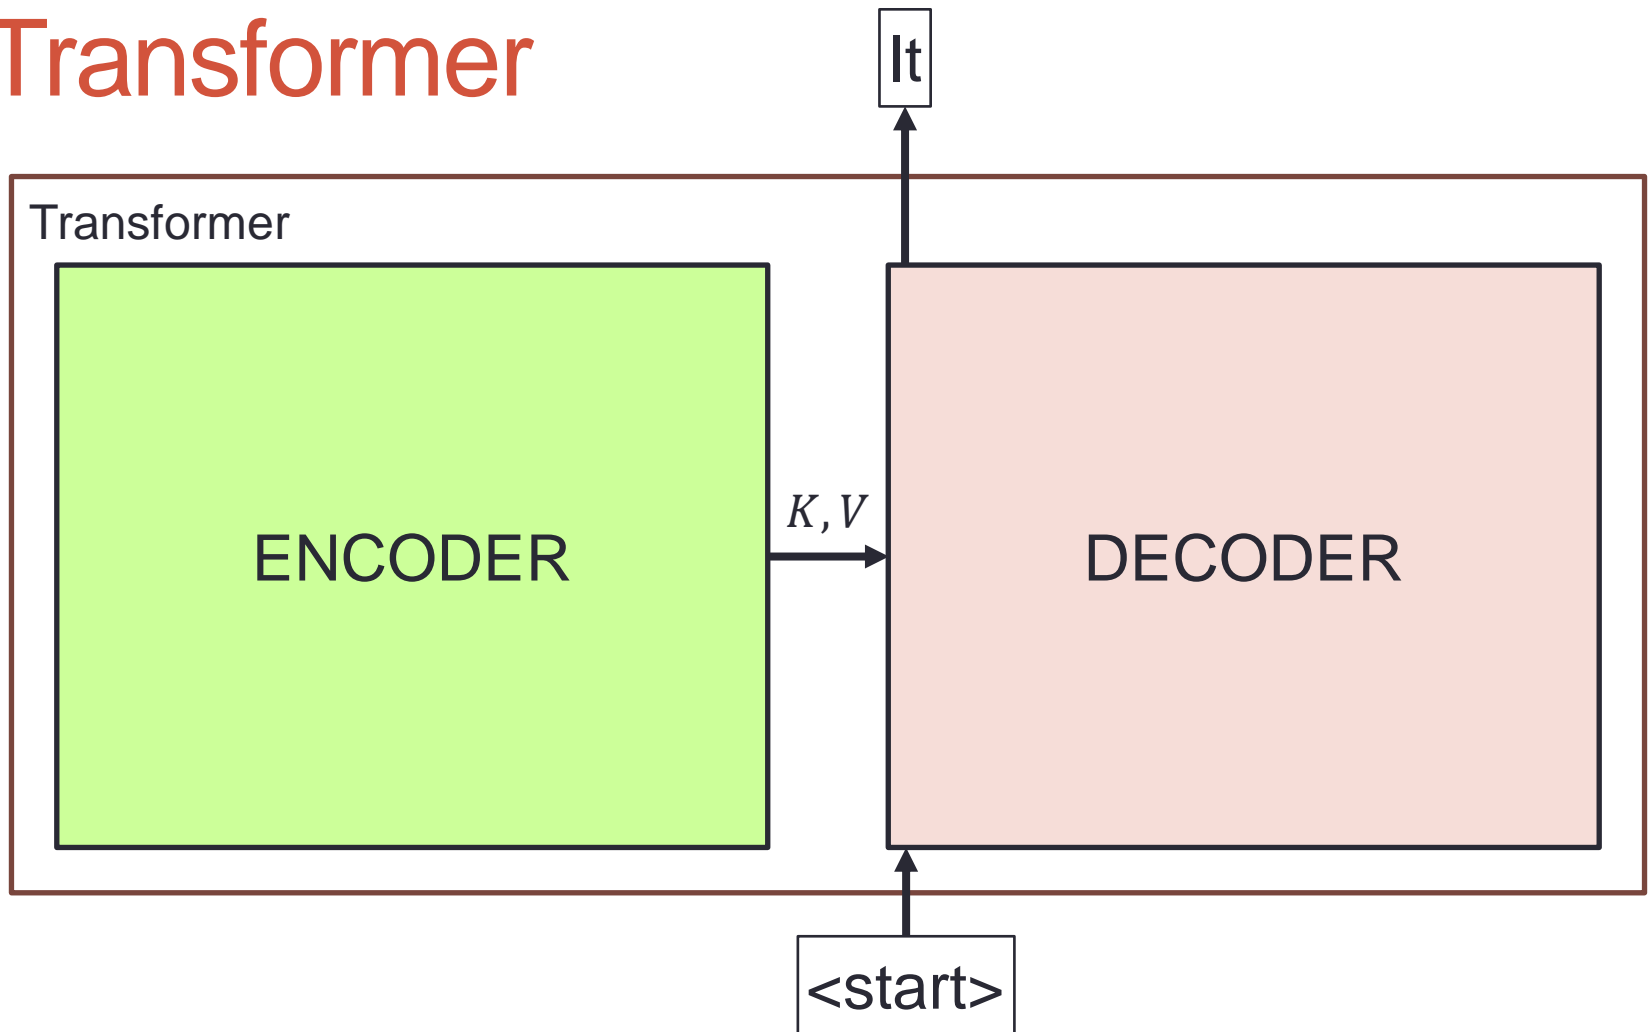 Transformer
It
Transformer
K, V
ENCODER
DECODER
<start>